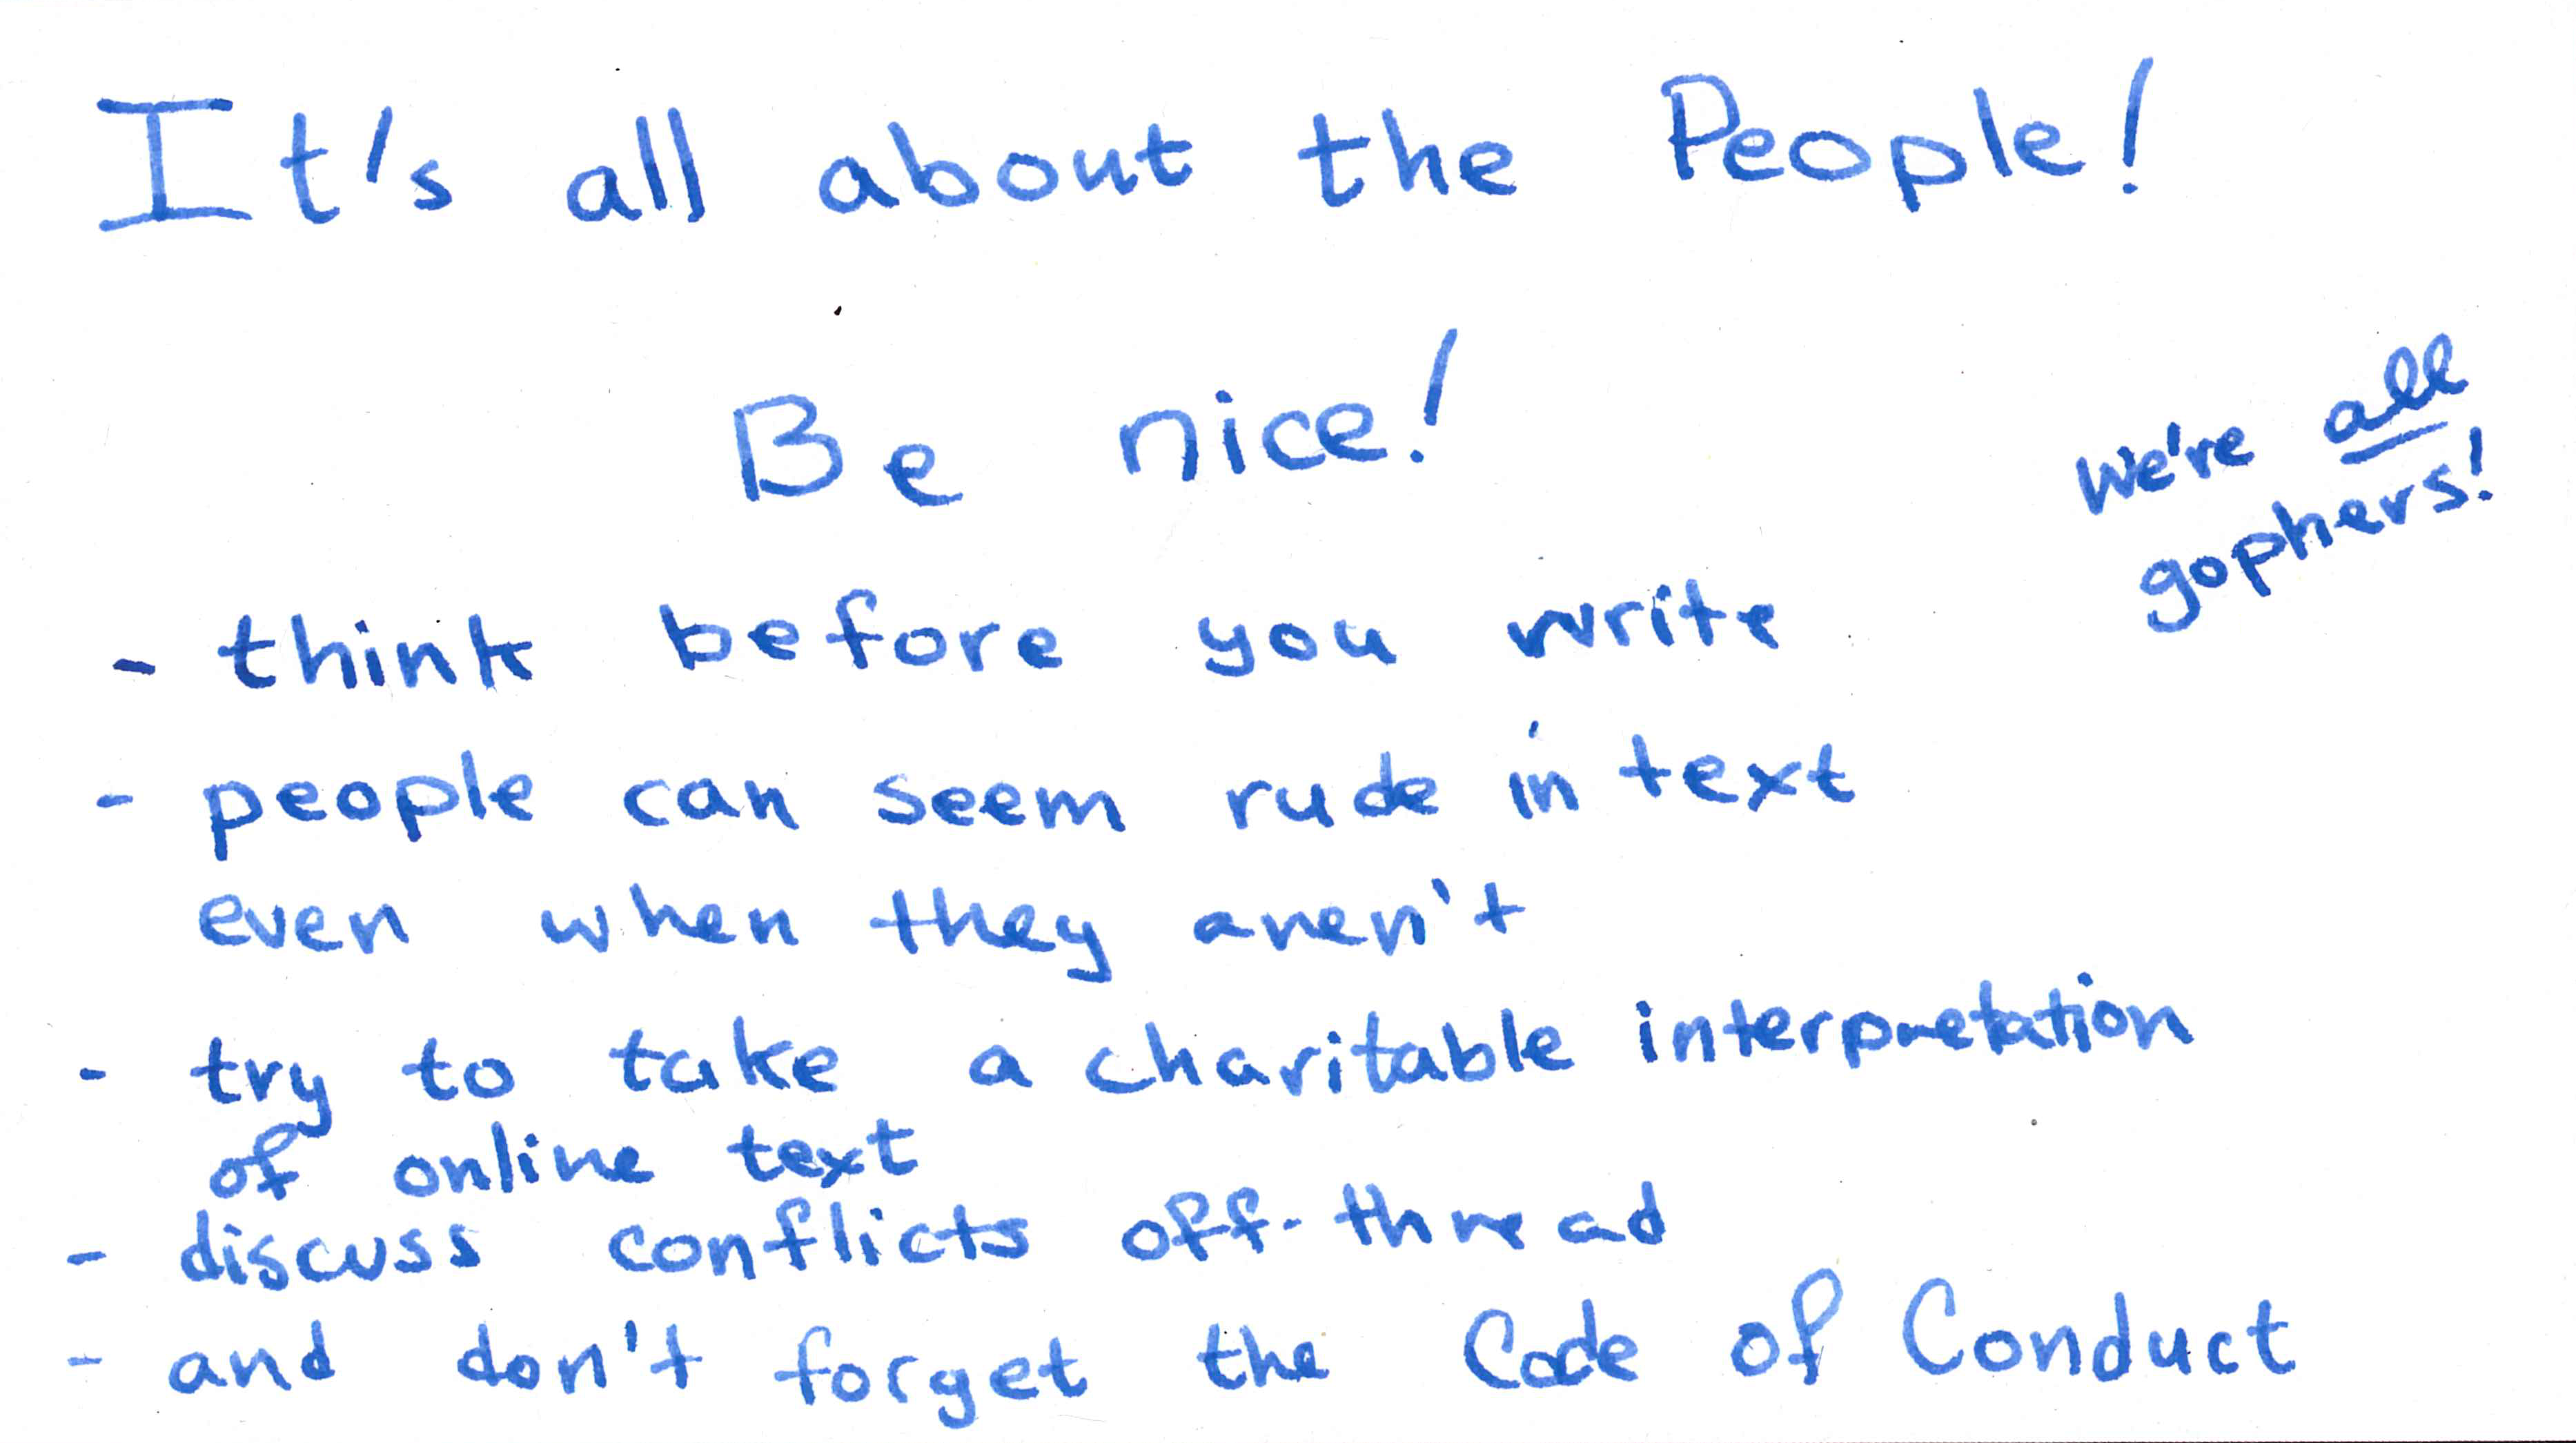 It's all about the People!
Be nice!
We're all
gophers!
- think before you write
- people can seem rude in text
even when they aren't
- try to take a charitable interpretation
of online text
- discuss conflicts off-thread
- and don't forget the Code of Conduct